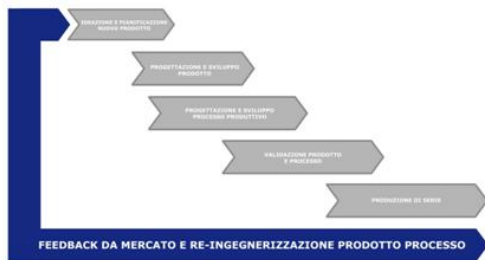 IDEAZIONE E PIANIFICAZIONE
NUOVO PRODOTTO
PROGETTAZIONE E SVILUPPO
PRODOTTO
PROGETTAZIONE E SVILUPPO
PROCESSO PRODUTTIVO
VALIDAZIONE PRODOTTO
E PROCESSO
PRODUZIONE DI SERIE
FEEDBACK DA MERCATO E RE-INGEGNERIZZAZIONE PRODOTTO PROCESSO